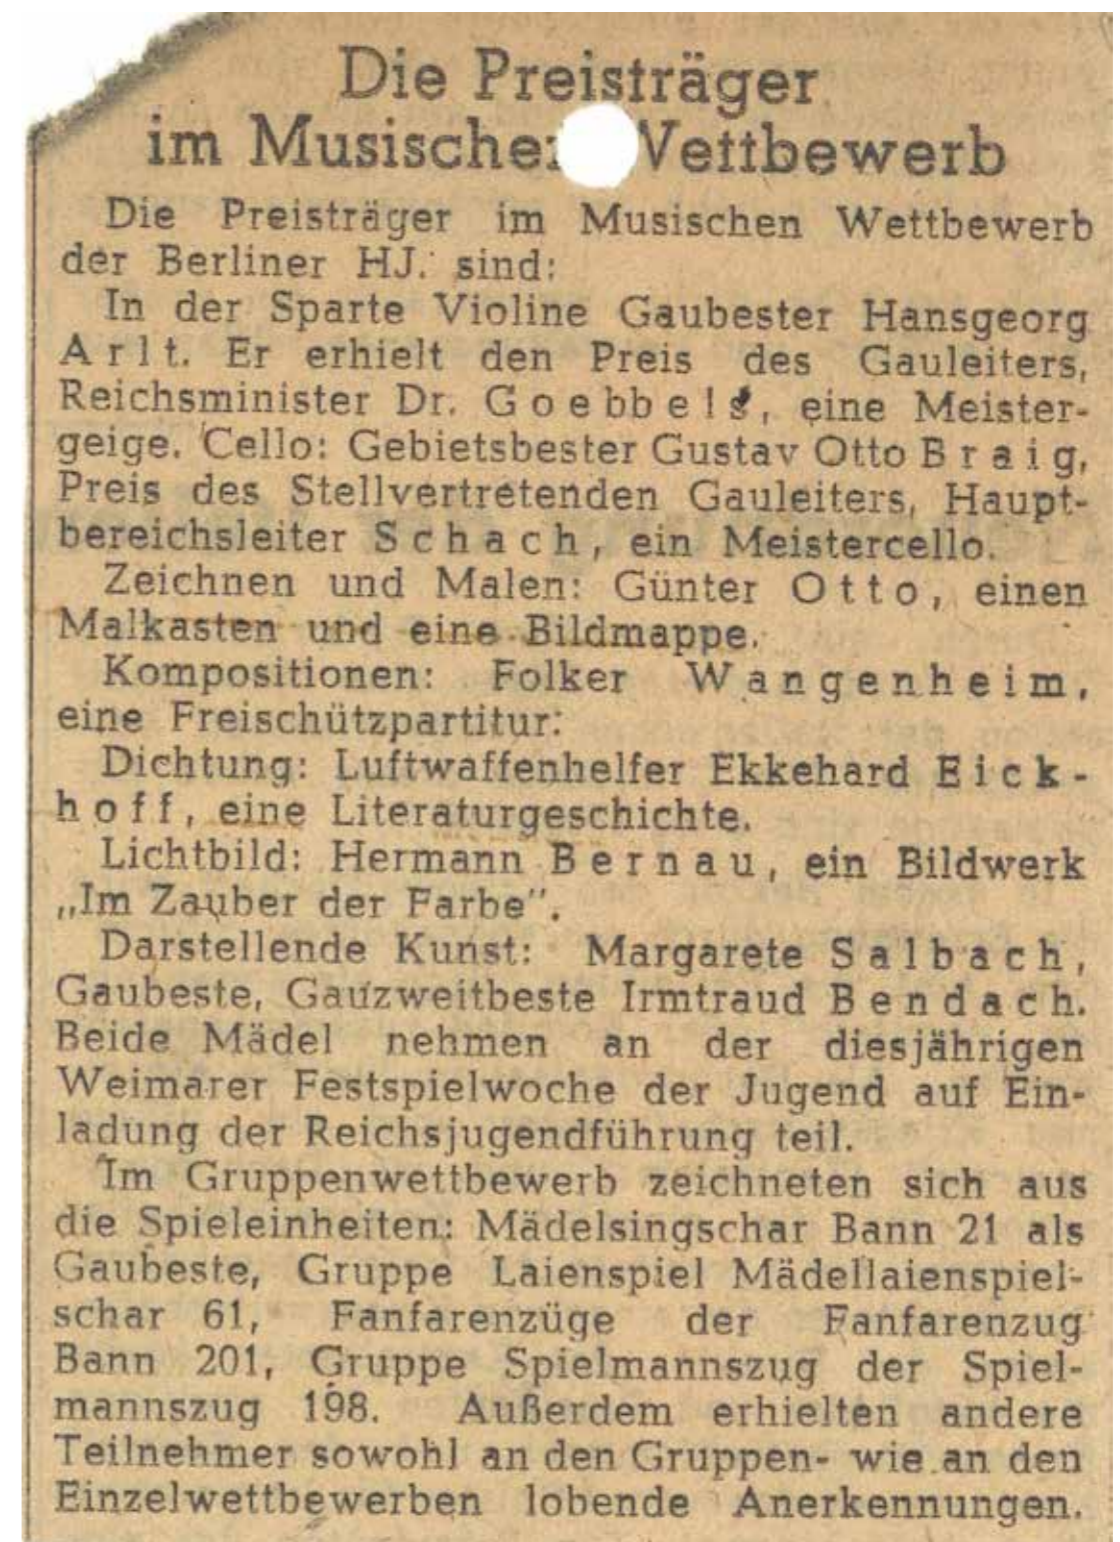 Die Preisträger
im Musischen Wettbewerb
Die Preisträger im Musischen Wettbewerb
der Berliner HJ. sind:
In der Sparte Violine Gaubester Hansgeorg
Arlt. Er erhielt den Preis des Gauleiters,
Reichsminister Dr. Goebbels, eine Meister-
geige. Cello: Gebietsbester Gustav Otto Braig,
Preis des Stellvertretenden Gauleiters, Haupt-
bereichsleiter Schach, ein Meistercello.
Zeichnen und Malen: Günter Otto, einen
Malkasten und eine Bildmappe.
Kompositionen: Folker Wangenheim,
eine Freischützpartitur.
Dichtung: Luftwaffenhelfer Ekkehard Eick-
hoff, eine Literaturgeschichte.
Lichtbild: Hermann Bernau, ein Bildwerk
„Im Zauber der Farbe".
Darstellende Kunst: Margarete Salbach,
Gaubeste, Gauzweitbeste Irmtraud Bendach.
Beide Mädel nehmen an der diesjährigen
Weimarer Festspielwoche der Jugend auf Ein-
ladung der Reichsjugendführung teil.
Im Gruppenwettbewerb zeichneten sich aus
die Spieleinheiten: Mädelsingschar Bann 21 als
Gaubeste, Gruppe Laienspiel Mädellaienspiel-
schar 61, Fanfarenzüge der Fanfarenzug
Bann 201, Gruppe Spielmannszug der Spiel-
mannszug 198. Außerdem erhielten andere
Teilnehmer sowohl an den Gruppen- wie an den
Einzelwettbewerben lobende Anerkennungen.